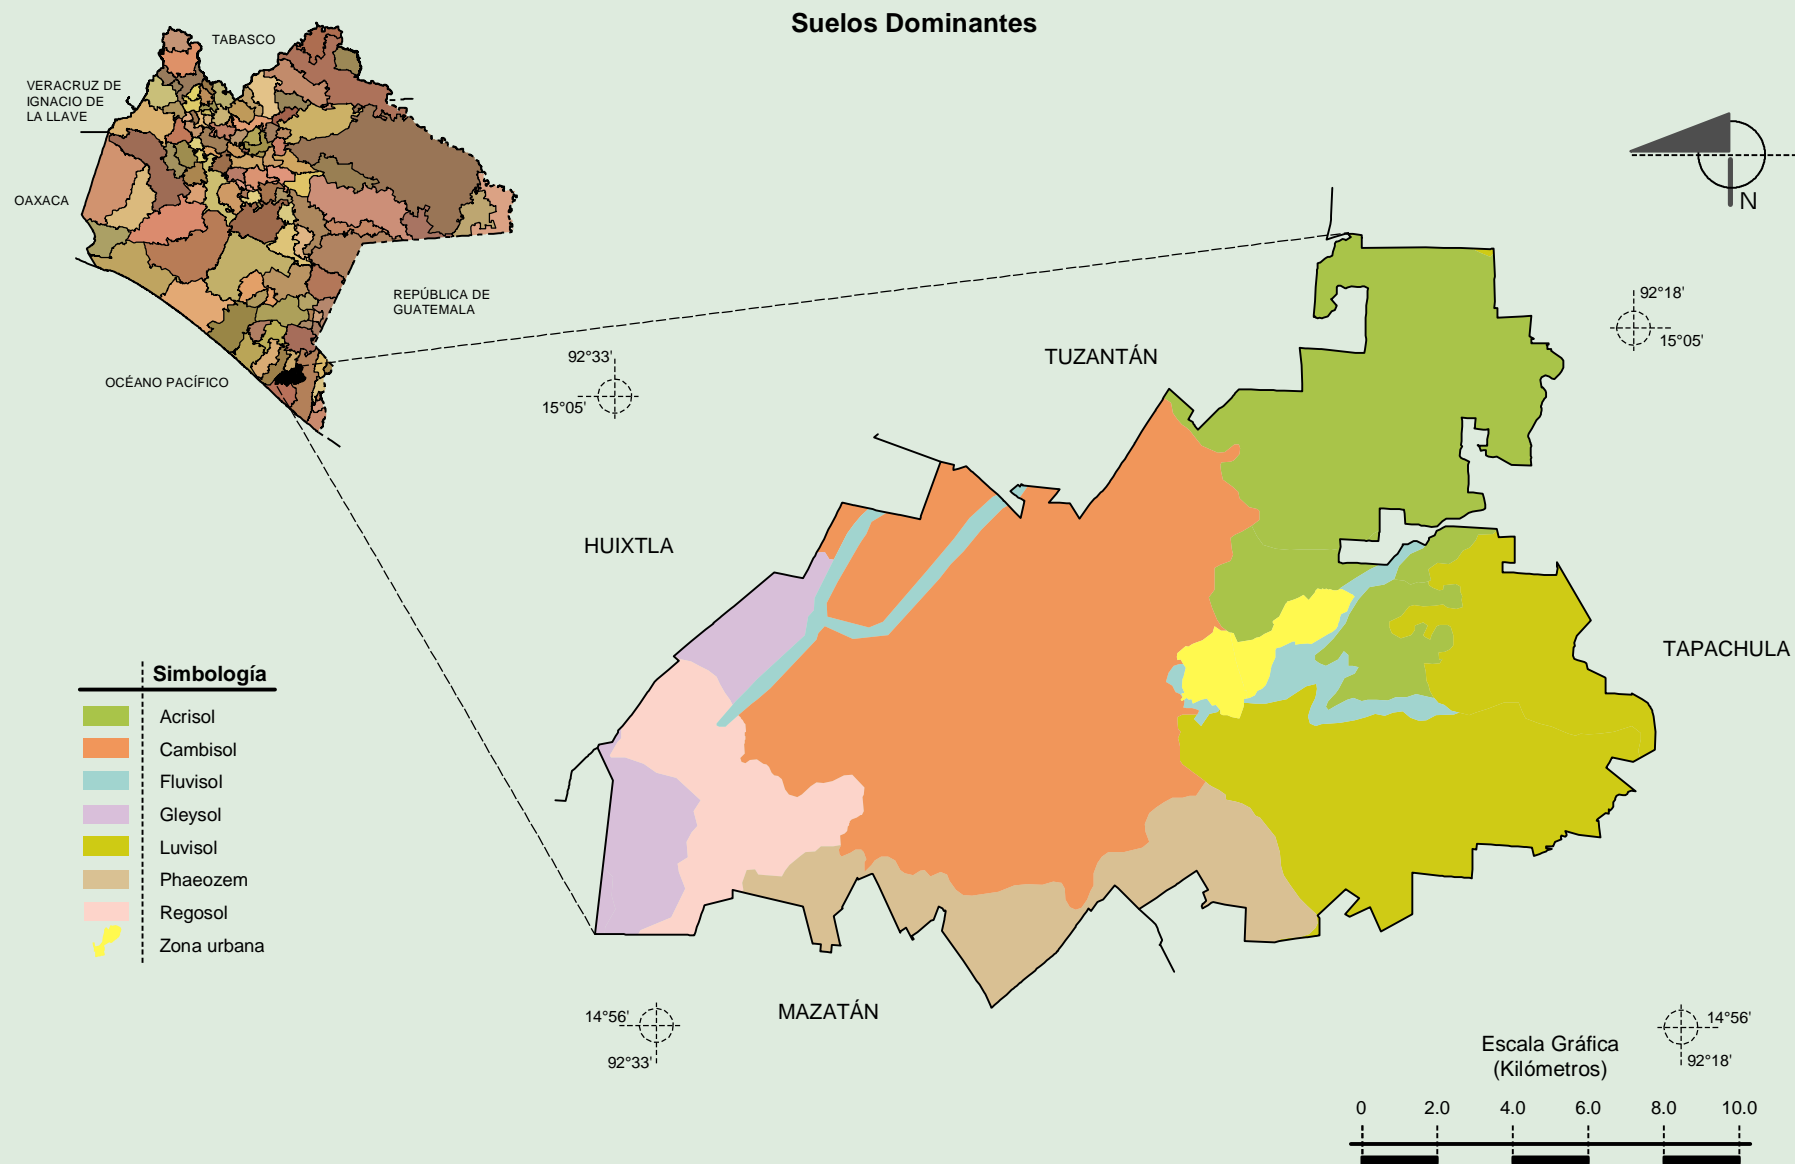 Suelos Dominantes
TABASCO
VERACRUZ DE
IGNACIO DE
LA LLAVE
OAXACA
REPÚBLICA DE
GUATEMALA
OCÉANO PACÍFICO
N
92°18'
15°05'
92°33'
15°05'
TUZANTÁN
HUIXTLA
TAPACHULA
MAZATÁN
Simbología
Acrisol
Cambisol
Fluvisol
Gleysol
Luvisol
Phaeozem
Regosol
Zona urbana
14°56'
92°33'
14°56'
92°18'
Escala Gráfica
(Kilómetros)
0 2.0 4.0 6.0 8.0 10.0